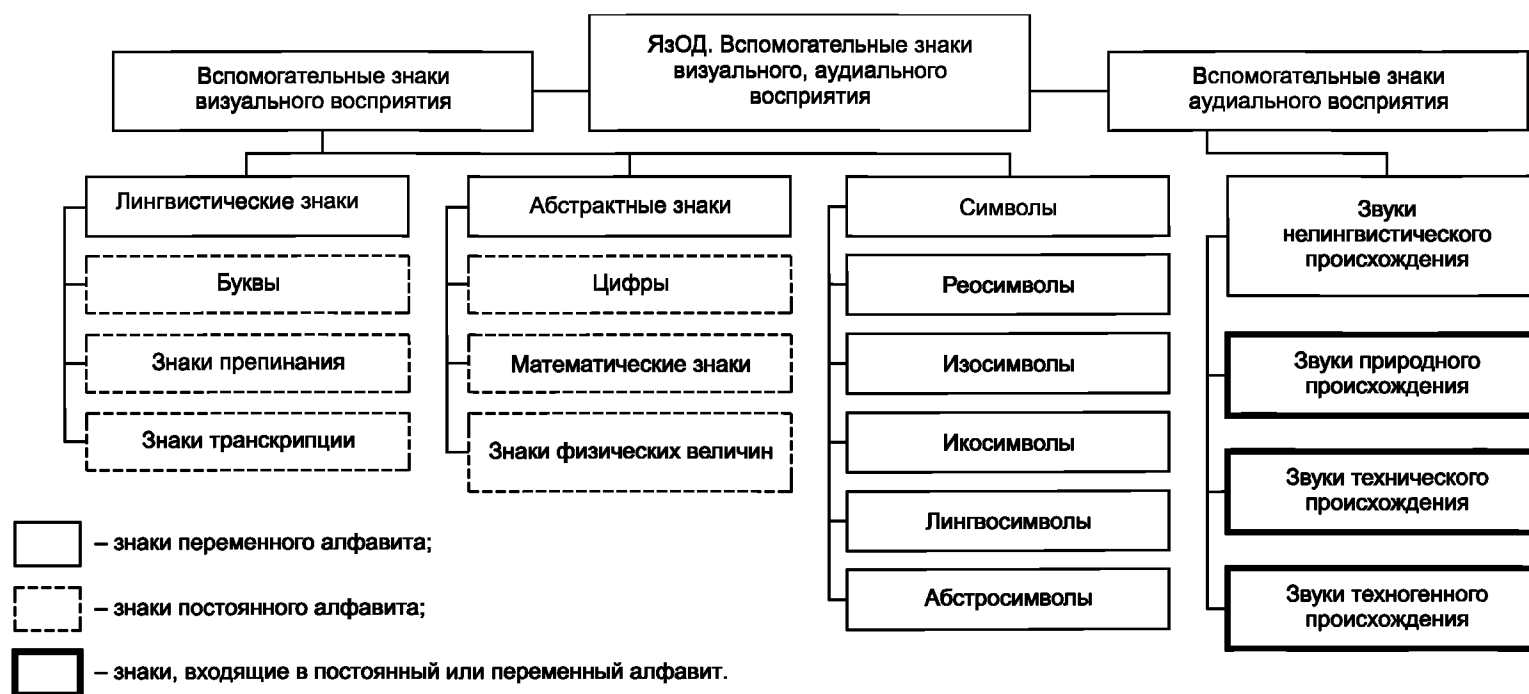 Вспомогательные знаки
визуального восприятия
ЯзОД. Вспомогательные знаки
визуального, аудиального
восприятия
Вспомогательные знаки
аудиального восприятия
Лингвистические знаки
Буквы
Знаки препинания
Знаки транскрипции
Абстрактные знаки
Цифры
Математические знаки
Знаки физических величин
Символы
Реосимволы
Изосимволы
Икосимволы
Лингвосимволы
Абстросимволы
Звуки
нелингвистического
происхождения
Звуки природного
происхождения
Звуки технического
происхождения
Звуки техногенного
происхождения
– знаки переменного алфавита;
– знаки постоянного алфавита;
– знаки, входящие в постоянный или переменный алфавит.